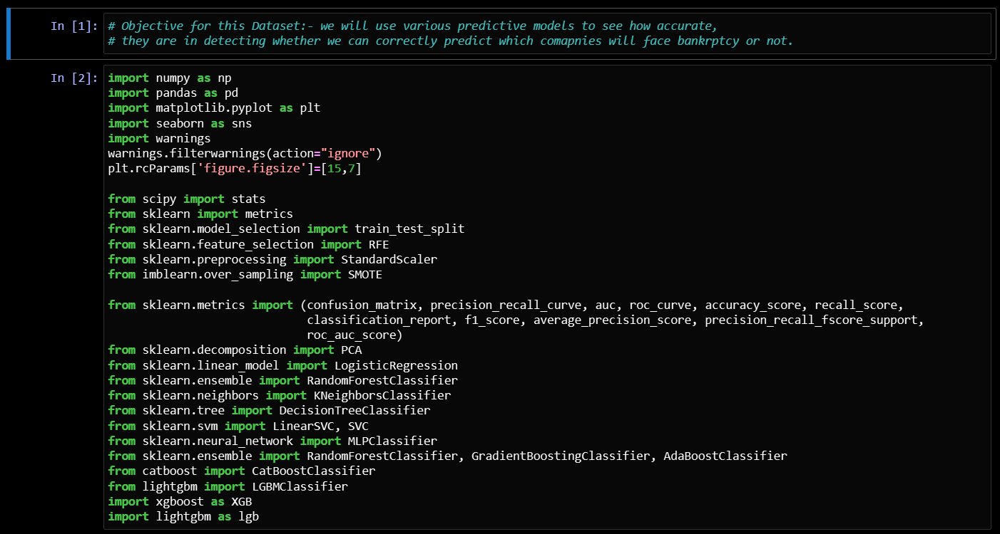 In [1]: # Objective for this Dataset:- we will use various predictive models to see how accurate,
# they are in detecting whether we can correctly predict which comapnies will face bankrptcy or not.
In [2]: import numpy as np
import pandas as pd
import matplotlib.pyplot as plt
import seaborn as sns
import warnings
warnings.filterwarnings(action="ignore")
plt.rcParams['figure.figsize']=[15,7]
from scipy import stats
from sklearn import metrics
from sklearn.model_selection import train_test_split
from sklearn.feature_selection import RFE
from sklearn.preprocessing import StandardScaler
from imblearn.over_sampling import SMOTE
from sklearn.metrics import (confusion_matrix, precision_recall_curve, auc, roc_curve, accuracy_score, recall_score,
classification_report, f1_score, average_precision_score, precision_recall_fscore_support,
roc_auc_score)
from sklearn.decomposition import PCA
from sklearn.linear_model import LogisticRegression
from sklearn.ensemble import RandomForestClassifier
from sklearn.neighbors import KNeighborsClassifier
from sklearn.tree import DecisionTreeClassifier
from sklearn.svm import LinearSVC, SVC
from sklearn.neural_network import MLPClassifier
from sklearn.ensemble import RandomForestClassifier, GradientBoostingClassifier, AdaBoostClassifier
from catboost import CatBoostClassifier
from lightgbm import LGBMClassifier
import xgboost as XGB
import lightgbm as lgb